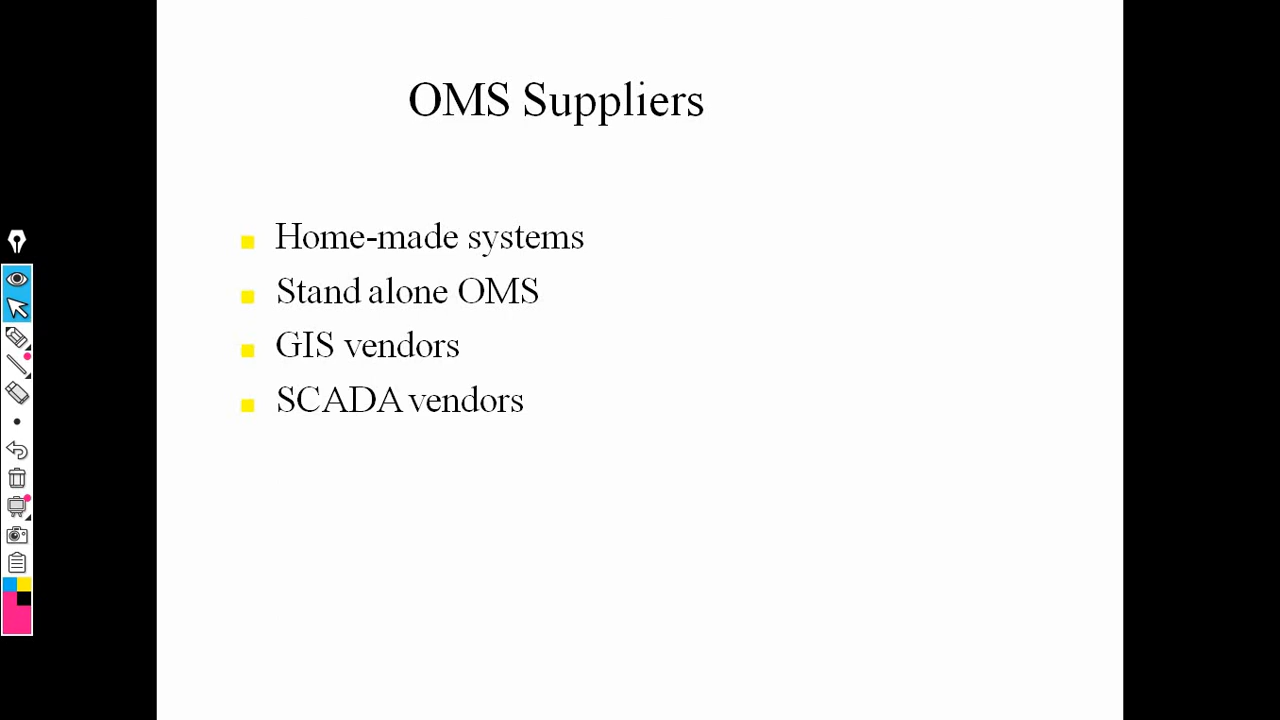 OMS Suppliers
Home-made systems
Stand alone OMS
GIS vendors
SCADA vendors